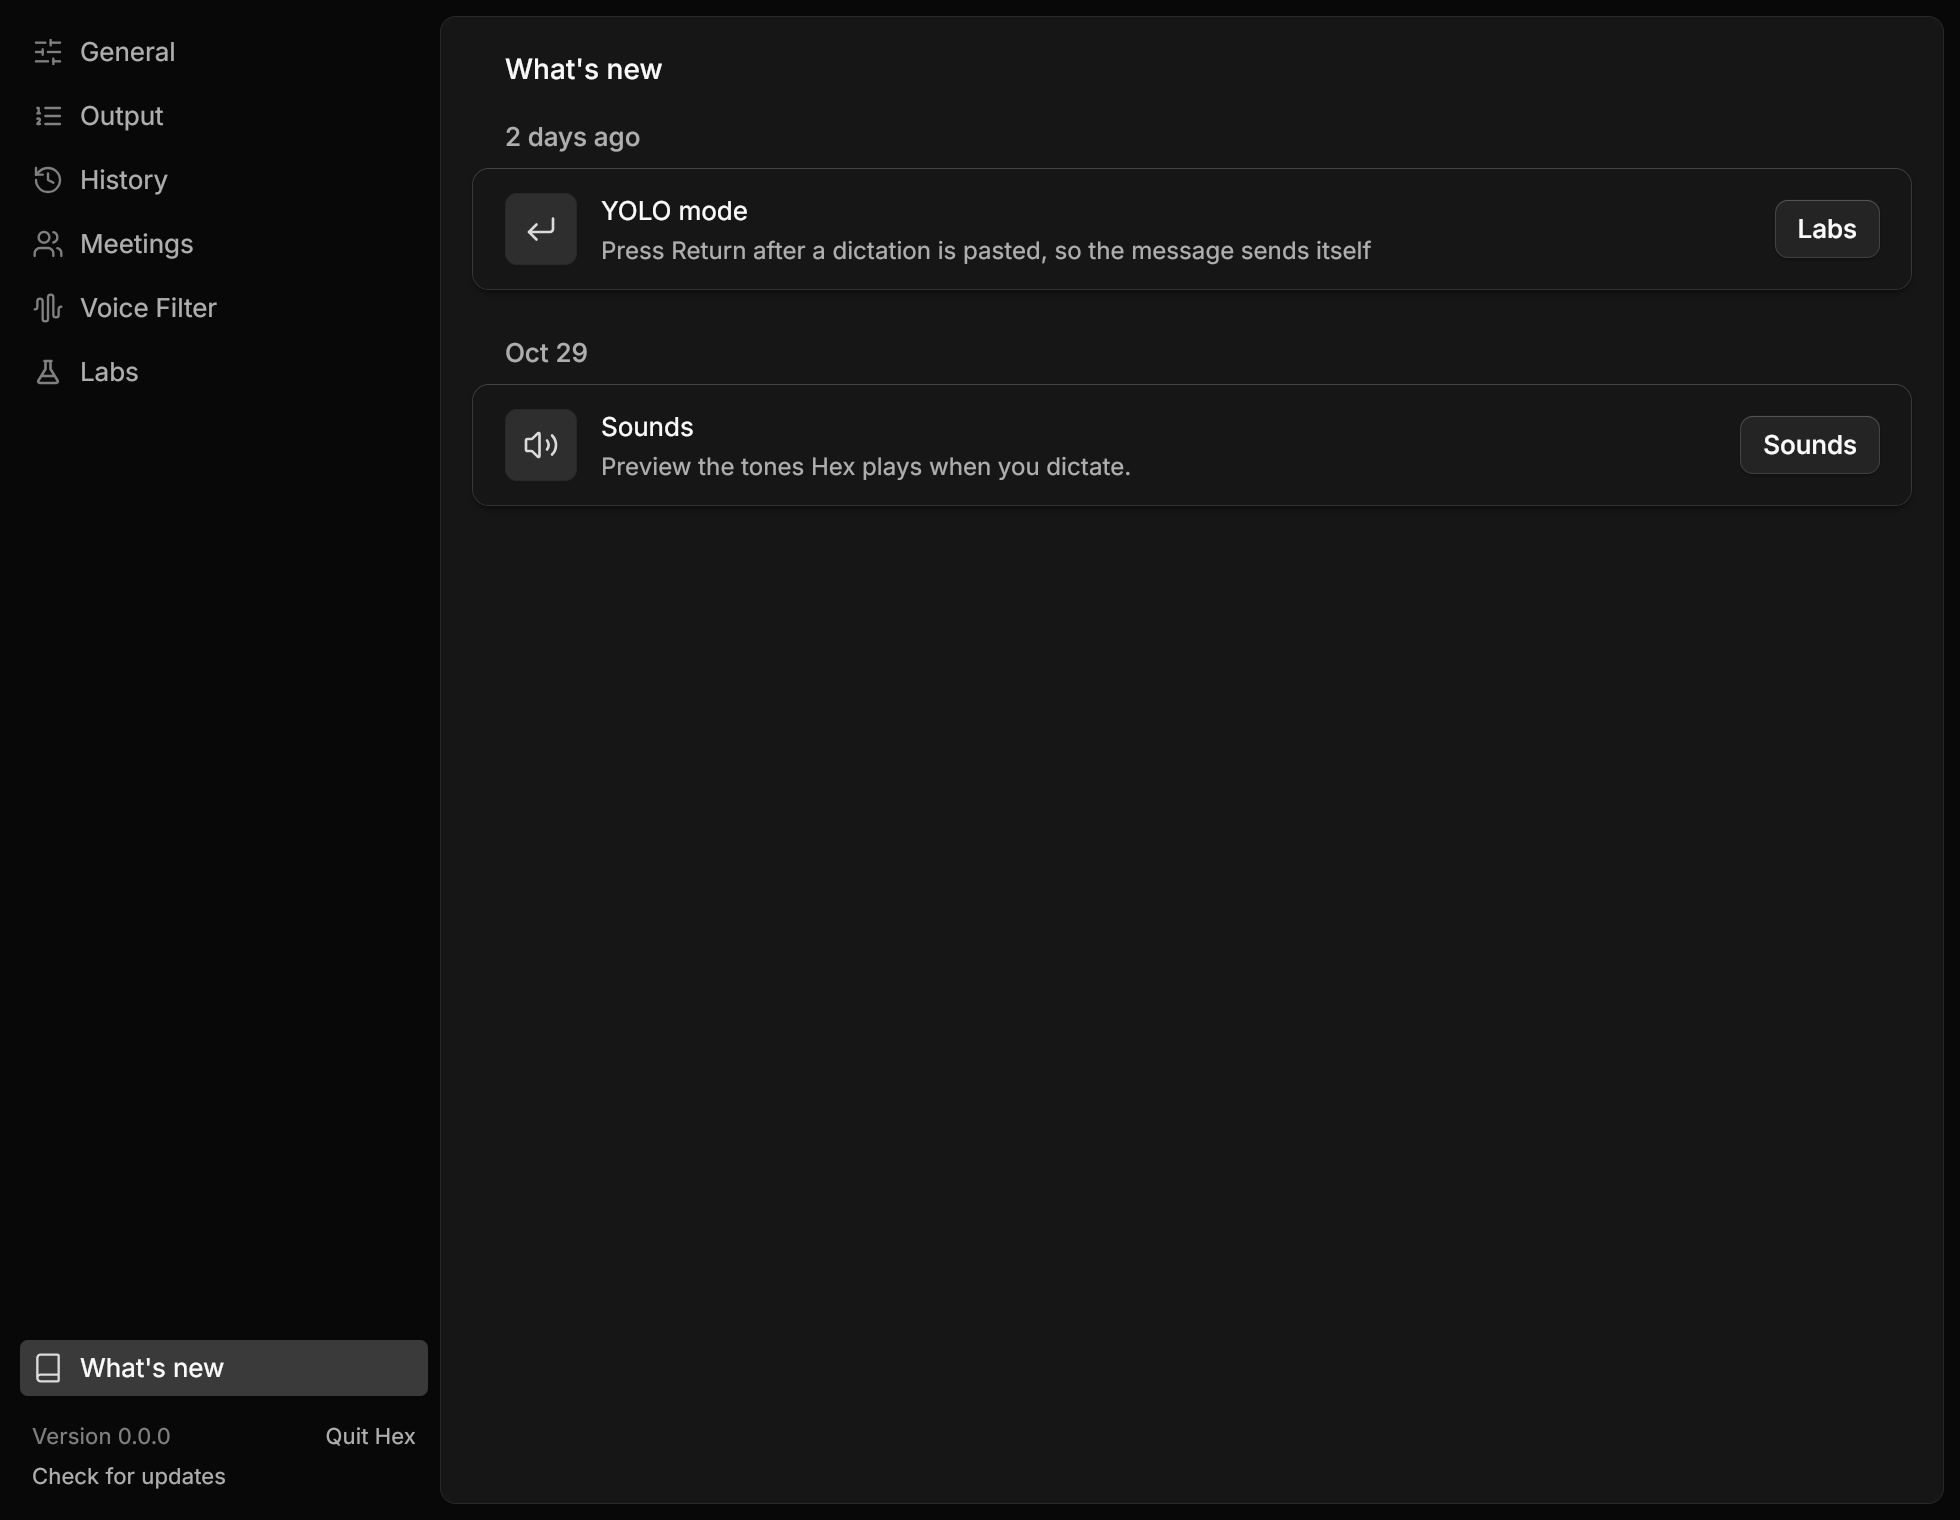 General
Output
History
Meetings
Voice Filter
Labs
What's new
Version 0.0.0
Quit Hex
Check for updates
What's new
2 days ago
YOLO mode
Press Return after a dictation is pasted, so the message sends itself
Labs
Oct 29
Sounds
Preview the tones Hex plays when you dictate.
Sounds